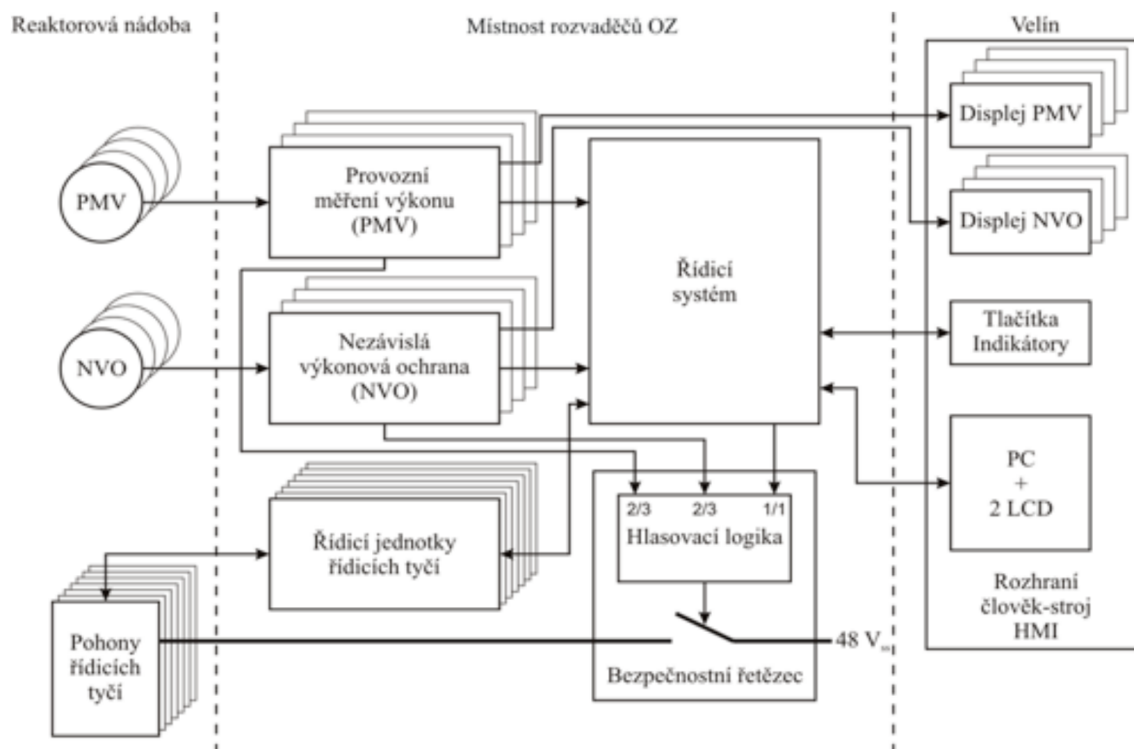 Reaktorová nádoba
Místnost rozvaděčů OZ
Velín
PMV
Provozní
měření výkonu
(PMV)
Řídicí
systém
Displej PMV
Displej NVO
NVO
Nezávislá
výkonová ochrana
(NVO)
Tlačítka
Indikátory
PC
+
2 LCD
2/3 2/3 1/1
Hlasovací logika
Řídicí jednotky
řídicích tyčí
Pohony
řídicích
tyčí
48 V
Bezpečnostní řetězec
Rozhraní
člověk-stroj
HMI